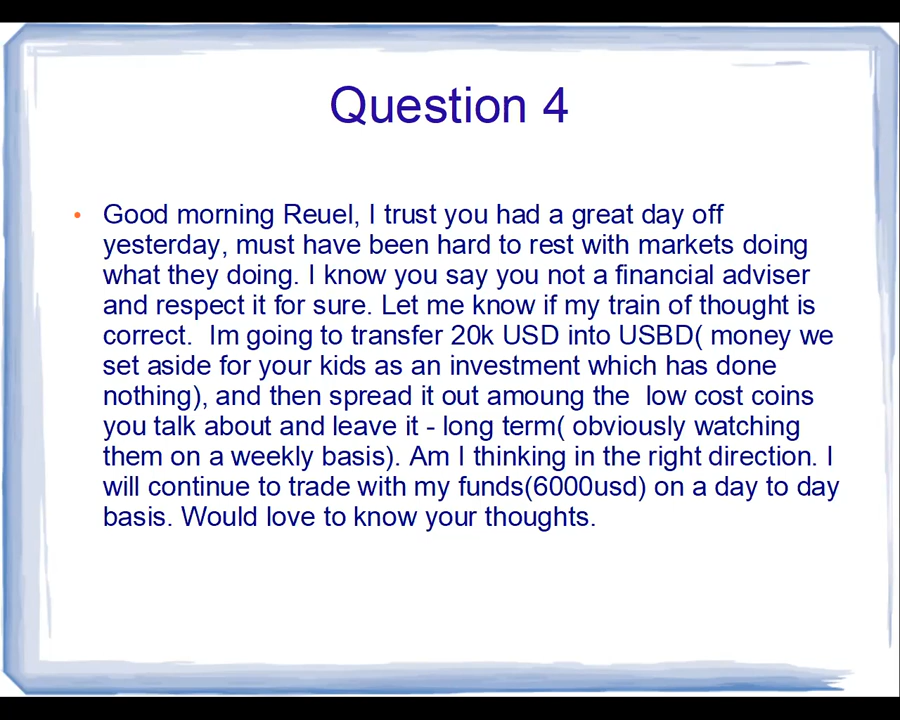 Question 4
• Good morning Reuel, I trust you had a great day off
yesterday, must have been hard to rest with markets doing
what they doing. I know you say you not a financial adviser
and respect it for sure. Let me know if my train of thought is
correct.  Im going to transfer 20k USD into USBD( money we
set aside for your kids as an investment which has done
nothing), and then spread it out amoung the  low cost coins
you talk about and leave it - long term( obviously watching
them on a weekly basis). Am I thinking in the right direction. I
will continue to trade with my funds(6000usd) on a day to day
basis. Would love to know your thoughts.